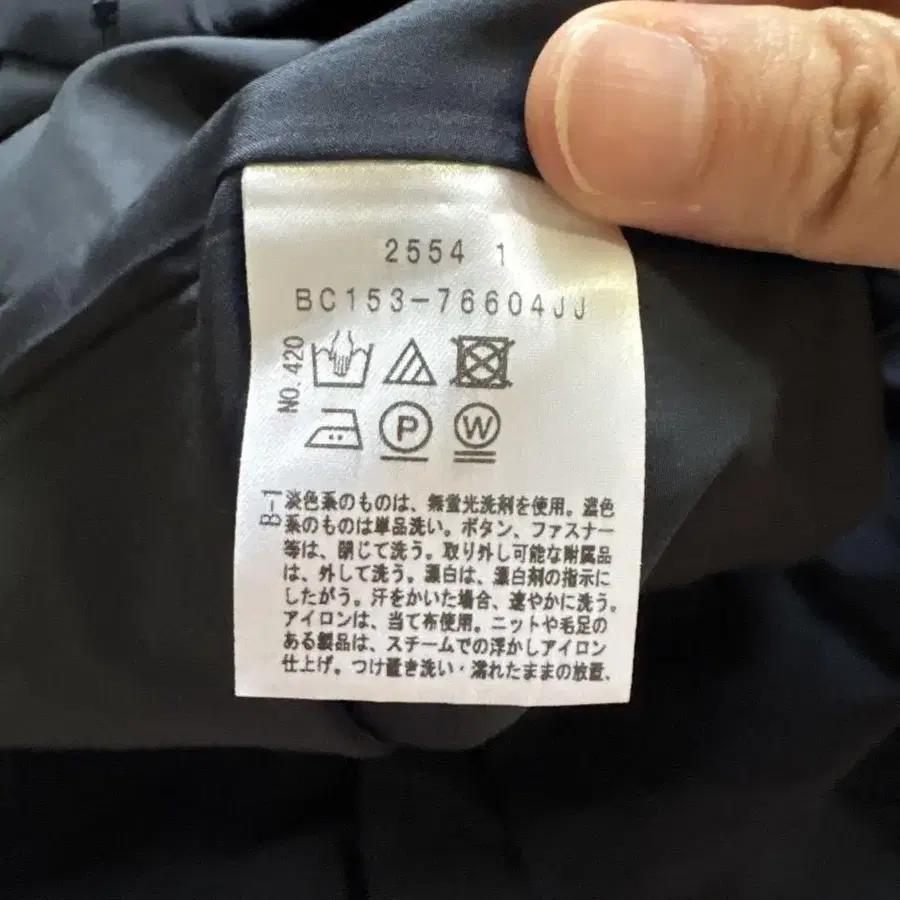 2554 1
BC153-76604JJ
NO.420
P W
B-1
淡色系のものは、無蛍光洗剤を使用。濃色
系のものは単品洗い。ボタン、ファスナー
等は、閉じて洗う。取り外し可能な附属品
は、外して洗う。漂白は、漂白剤の指示に
したがう。汗をかいた場合、速やかに洗う。
アイロンは、当て布使用。ニットや毛足の
ある製品は、スチームでの浮かしアイロン
仕上げ。つけ置き洗い・濡れたままの放置、